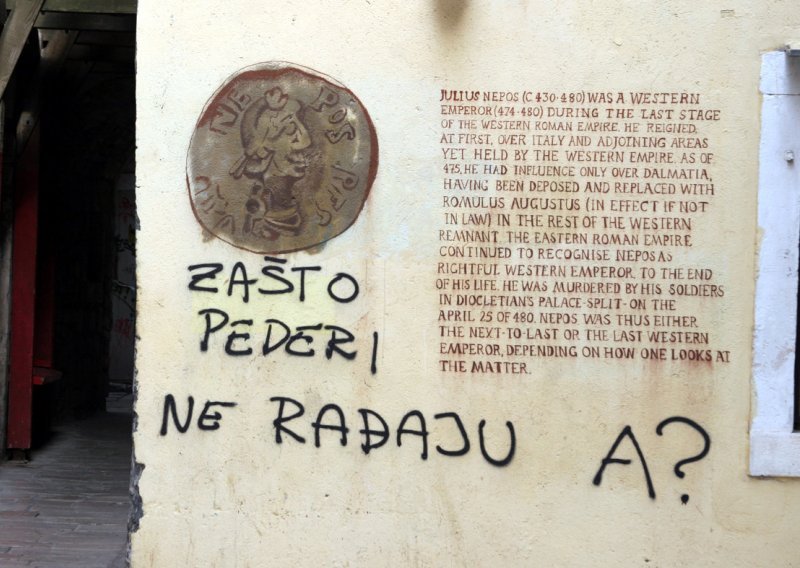 NEPOS
ZAŠTO
PEDERI
NE RAĐAJU A?
JULIUS NEPOS (C 430-480) WAS A WESTERN
EMPEROR (474-480) DURING THE LAST STAGE
OF THE WESTERN ROMAN EMPIRE. HE REIGNED,
AT FIRST, OVER ITALY AND ADJOINING AREAS
YET HELD BY THE WESTERN EMPIRE. AS OF
475, HE HAD INFLUENCE ONLY OVER DALMATIA,
HAVING BEEN DEPOSED AND REPLACED WITH
ROMULUS AUGUSTUS (IN EFFECT IF NOT
IN LAW) IN THE REST OF THE WESTERN
REMNANT. THE EASTERN ROMAN EMPIRE
CONTINUED TO RECOGNISE NEPOS AS
RIGHTFUL WESTERN EMPEROR, TO THE END
OF HIS LIFE. HE WAS MURDERED BY HIS SOLDIERS
IN DIOCLETIAN'S PALACE-SPLIT- ON THE
APRIL 25 OF 480. NEPOS WAS THUS EITHER
THE NEXT-TO-LAST OR THE LAST WESTERN
EMPEROR, DEPENDING ON HOW ONE LOOKS AT
THE MATTER.